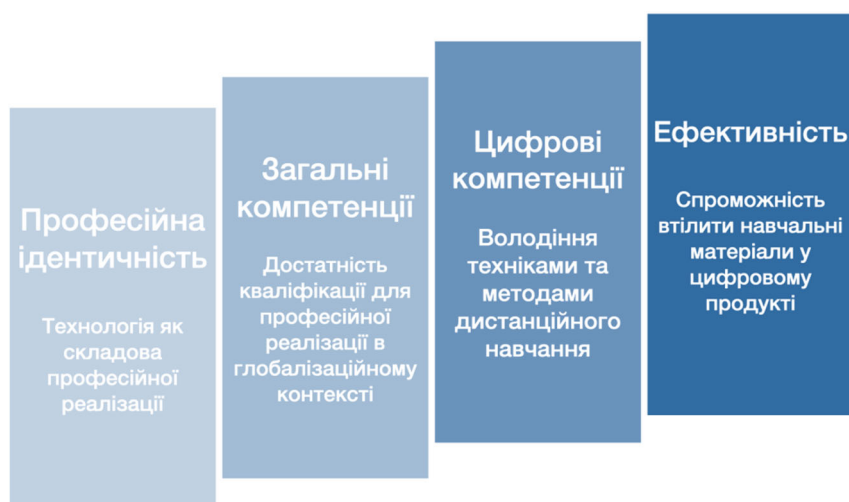 Професійна
ідентичність
Технологія як
складова
професійної
реалізації
Загальні
компетенції
Достатність
кваліфікації для
професійної
реалізації в
глобалізаційному
контексті
Цифрові
компетенції
Володіння
техніками та
методами
дистанційного
навчання
Ефективність
Спроможність
втілити навчальні
матеріали у
цифровому
продукті